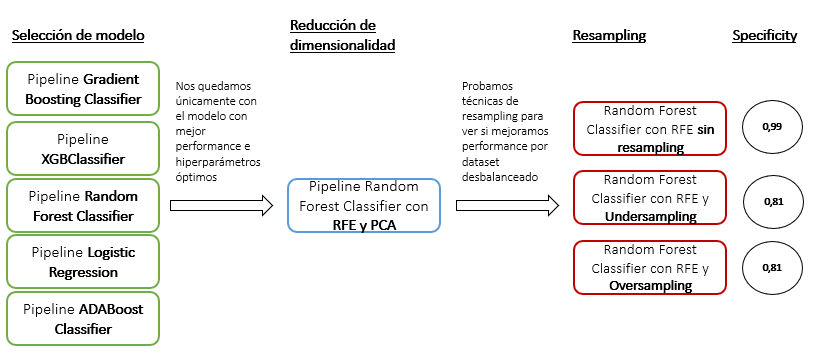 Selección de modelo
Pipeline Gradient
Boosting Classifier
Pipeline
XGBClassifier
Pipeline Random
Forest Classifier
Pipeline Logistic
Regression
Pipeline ADABoost
Classifier
Nos quedamos
únicamente con
el modelo con
mejor
performance e
hiperparámetros
óptimos
Reducción de
dimensionalidad
Pipeline Random
Forest Classifier con
RFE y PCA
Probamos
técnicas de
resampling para
ver si mejoramos
performance por
dataset
desbalanceado
Resampling
Random Forest
Classifier con RFE sin
resampling
Random Forest
Classifier con RFE y
Undersampling
Random Forest
Classifier con RFE y
Oversampling
Specificity
0,99
0,81
0,81